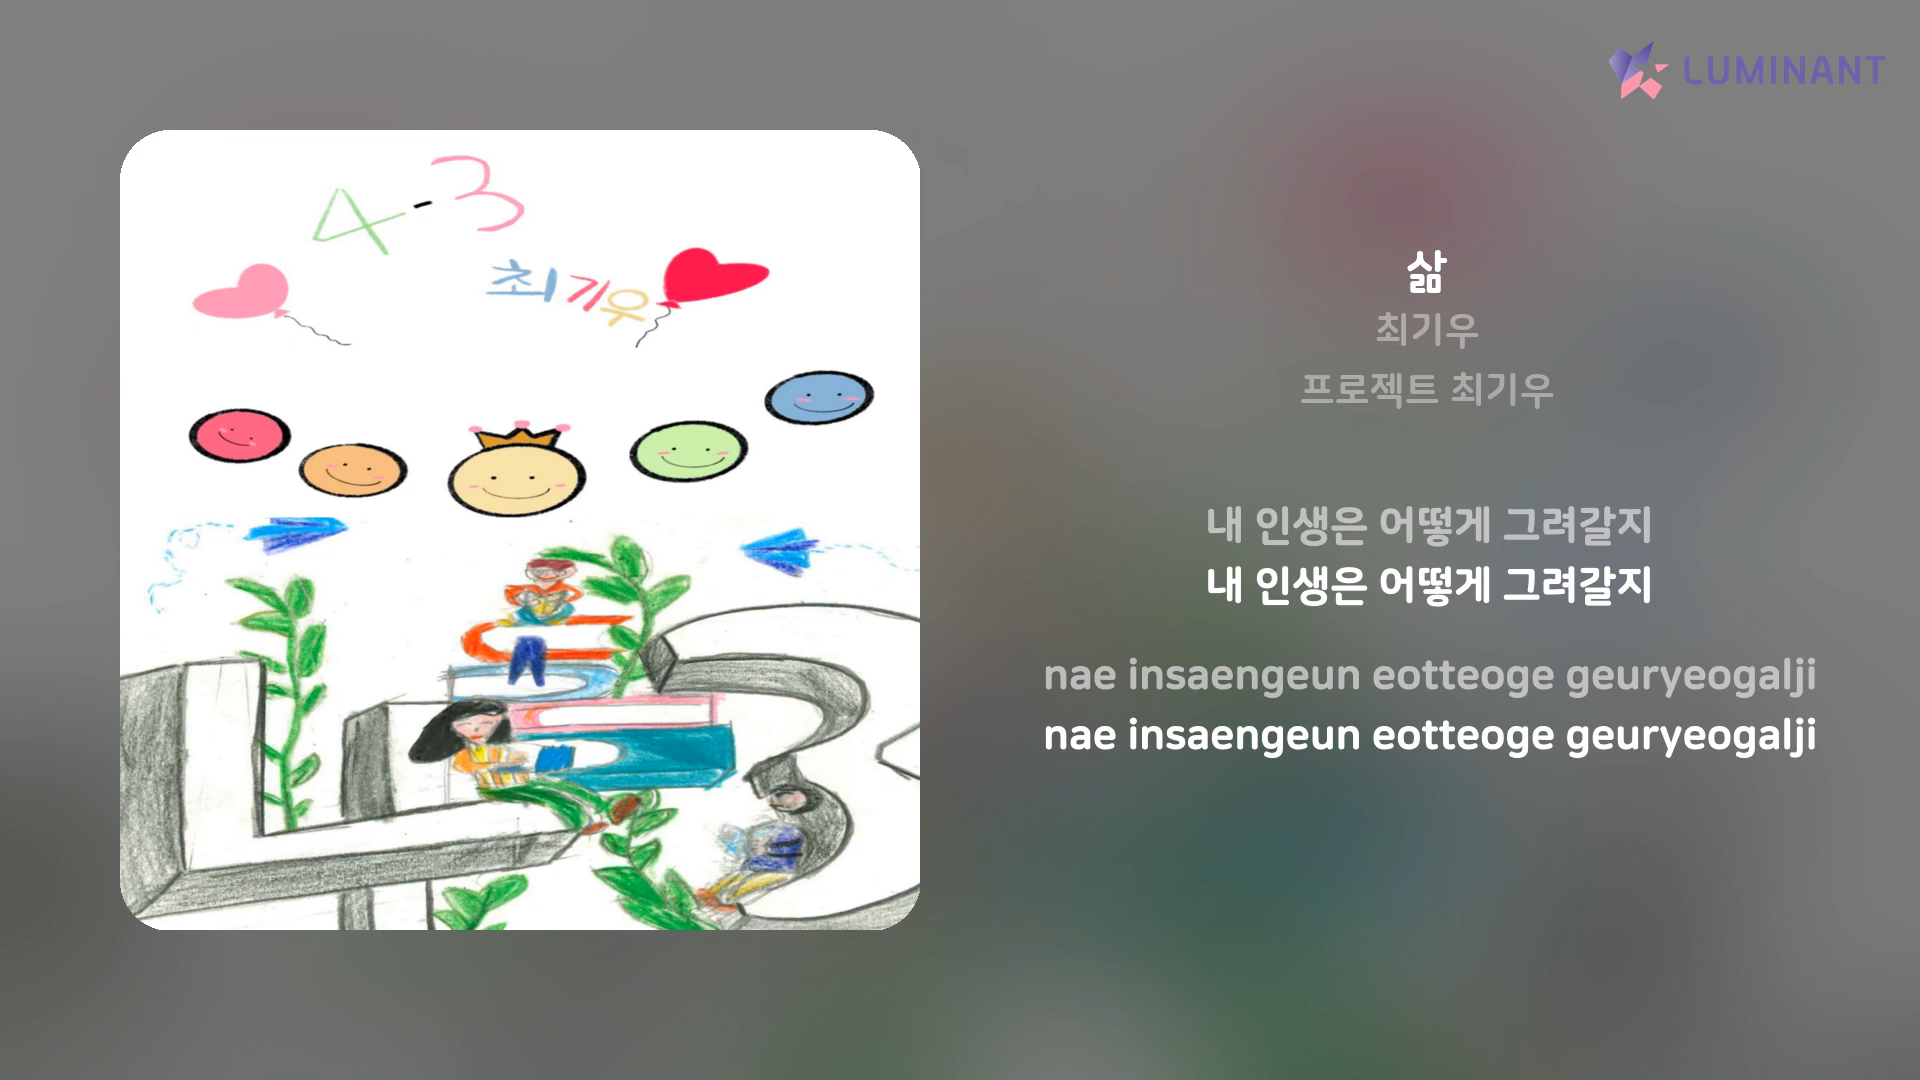 LUMINANT
4-3
최기우
삶
최기우
프로젝트 최기우
내 인생은 어떻게 그려갈지
내 인생은 어떻게 그려갈지
nae insaengeun eotteoge geuryeogalji
nae insaengeun eotteoge geuryeogalji